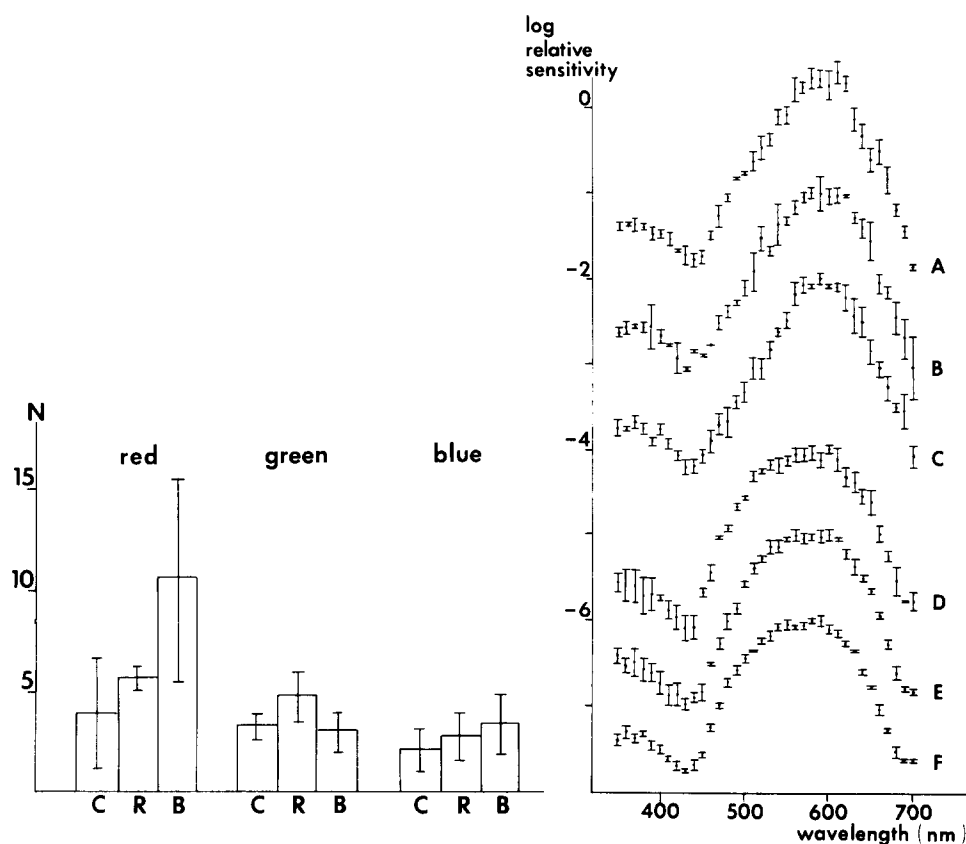 N
red green blue
15
10
5
C R B C R B C R B
log
relative
sensitivity
0
-2
-4
-6
A
B
C
D
E
F
400 500 600 700
wavelength (nm)